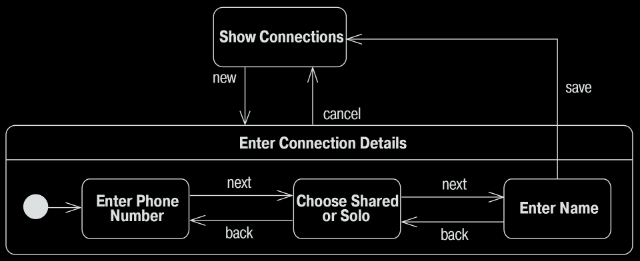 Show Connections
new
cancel
save
Enter Connection Details
Enter Phone
Number
next
back
Choose Shared
or Solo
next
back
Enter Name